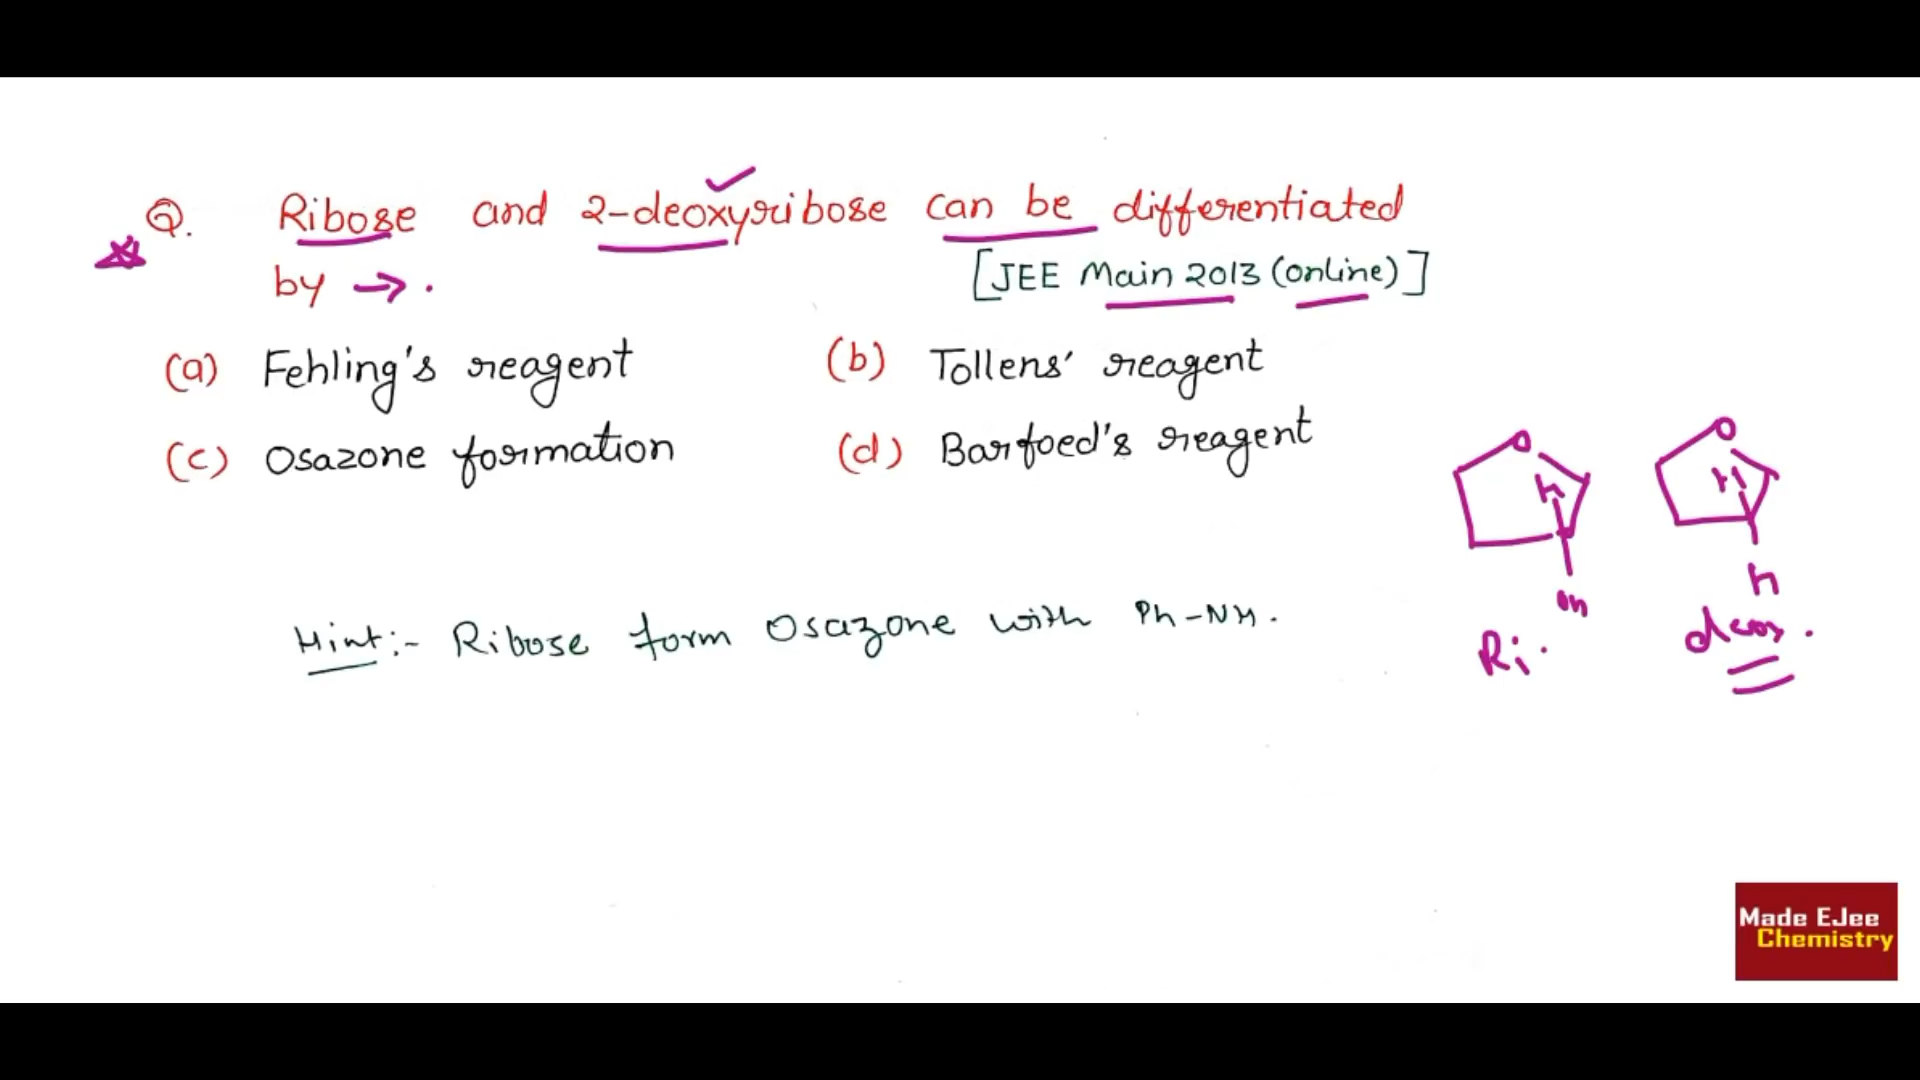 Q. Ribose and 2-deoxyribose can be differentiated
by → .
[JEE Main 2013 (online)]
(a) Fehling's reagent
(b) Tollens' reagent
(c) Osazone formation
(d) Barfoed's reagent
O
H
OH
Ri.
O
H
H
Hint:- Ribose form Osazone with Ph-NH.
Made EJee
Chemistry